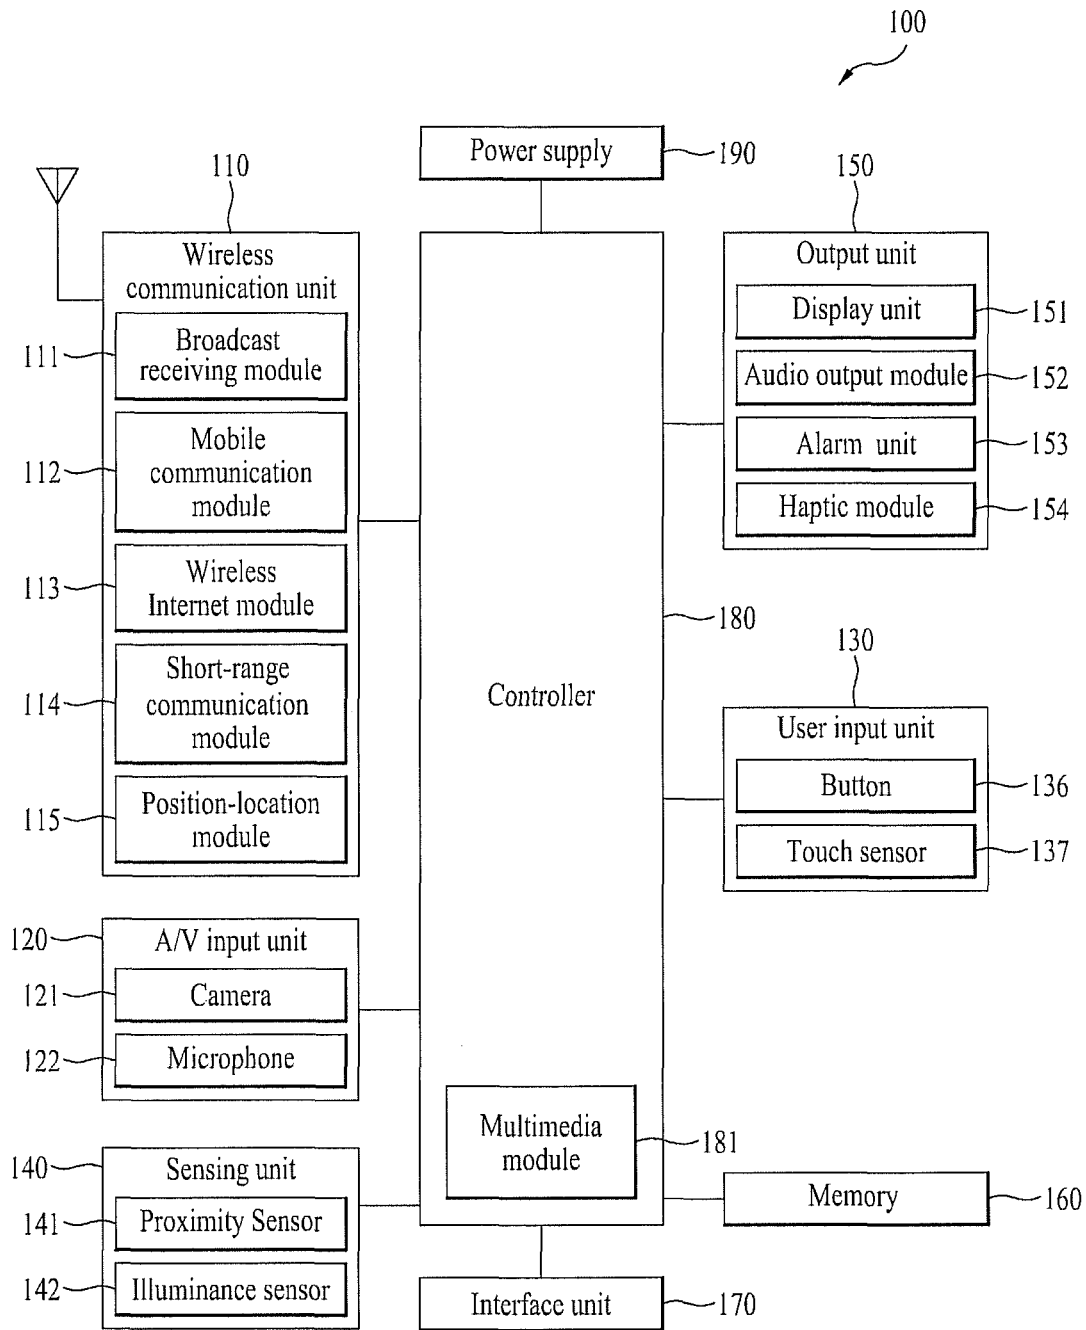 100
Power supply
190
110
Wireless
communication unit
111
Broadcast
receiving module
112
Mobile
communication
module
113
Wireless
Internet module
114
Short-range
communication
module
115
Position-location
module
120
A/V input unit
121
Camera
122
Microphone
140
Sensing unit
141
Proximity Sensor
142
Illuminance sensor
Controller
180
Multimedia
module
181
Interface unit
170
150
Output unit
Display unit
151
Audio output module
152
Alarm unit
153
Haptic module
154
130
User input unit
Button
136
Touch sensor
137
Memory
160